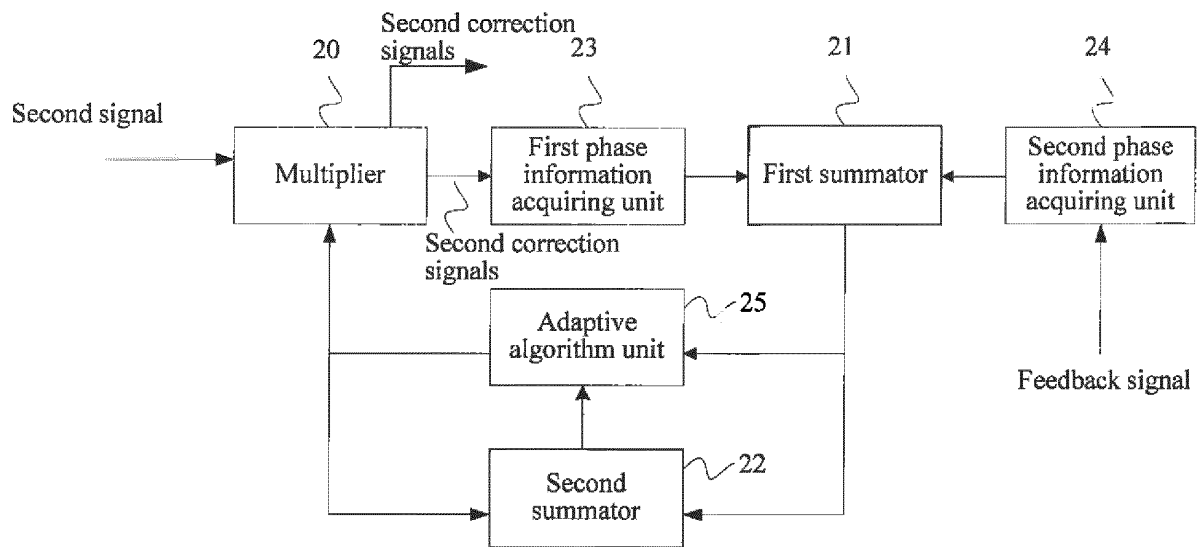 Second correction
signals
20
23
21
24
Second signal
Multiplier
First phase
information
acquiring unit
First summator
Second phase
information
acquiring unit
Second correction
signals
25
Adaptive
algorithm unit
Feedback signal
22
Second
summator